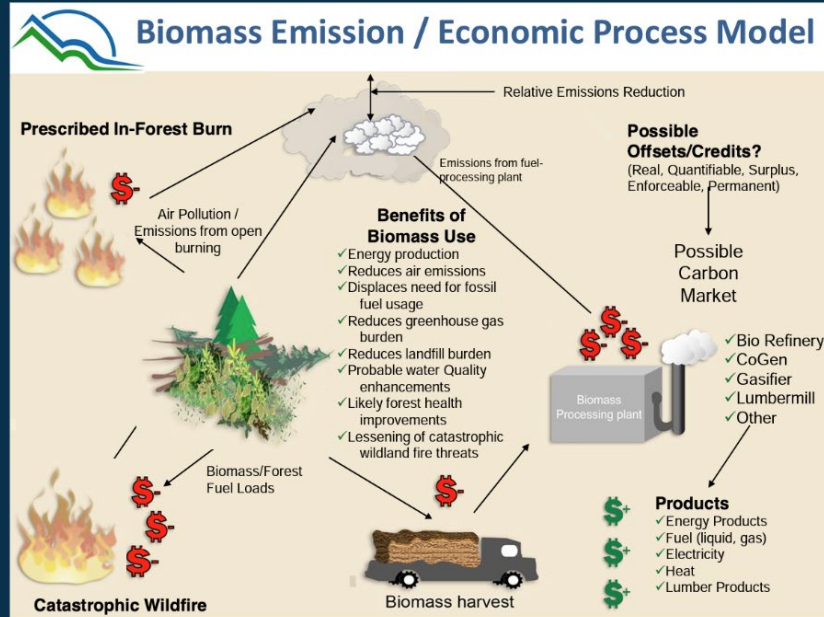 Biomass Emission / Economic Process Model
Relative Emissions Reduction
Prescribed In-Forest Burn
$-
Air Pollution /
Emissions from open
burning
Emissions from fuel-
processing plant
Possible
Offsets/Credits?
(Real, Quantifiable, Surplus,
Enforceable, Permanent)
Possible
Carbon
Market
Benefits of
Biomass Use
✓Energy production
✓Reduces air emissions
✓Displaces need for fossil
fuel usage
✓Reduces greenhouse gas
burden
✓Reduces landfill burden
✓Probable water Quality
enhancements
✓Likely forest health
improvements
✓Lessening of catastrophic
wildland fire threats
$-
$-
$-
Biomass
Processing plant
✓Bio Refinery
✓CoGen
✓Gasifier
✓Lumbermill
✓Other
Biomass/Forest
Fuel Loads
$-
$-
$-
Catastrophic Wildfire
$-
Biomass harvest
$+
$+
$+
Products
✓Energy Products
✓Fuel (liquid, gas)
✓Electricity
✓Heat
✓Lumber Products